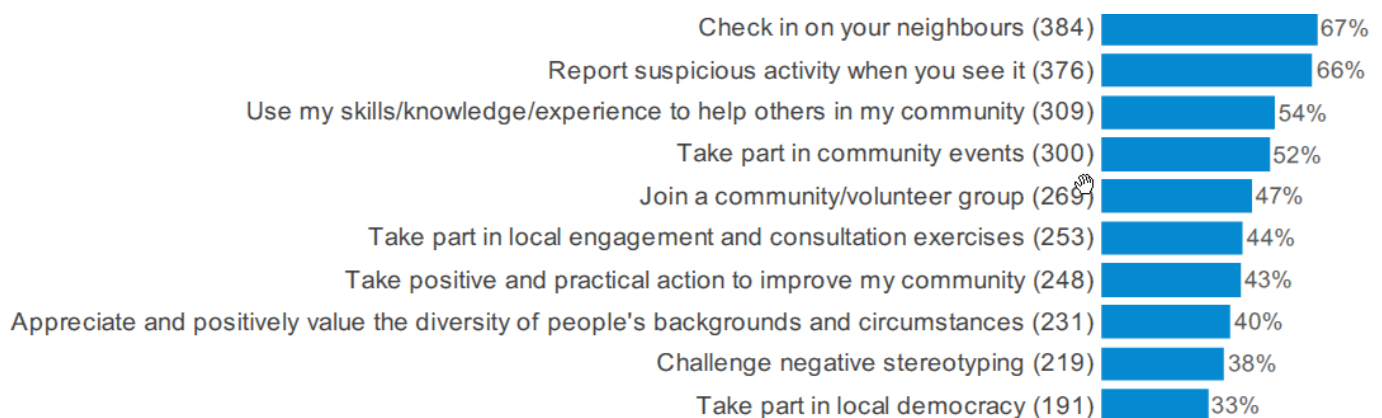 Check in on your neighbours (384) 67%
Report suspicious activity when you see it (376) 66%
Use my skills/knowledge/experience to help others in my community (309) 54%
Take part in community events (300) 52%
Join a community/volunteer group (269) 47%
Take part in local engagement and consultation exercises (253) 44%
Take positive and practical action to improve my community (248) 43%
Appreciate and positively value the diversity of people's backgrounds and circumstances (231) 40%
Challenge negative stereotyping (219) 38%
Take part in local democracy (191) 33%